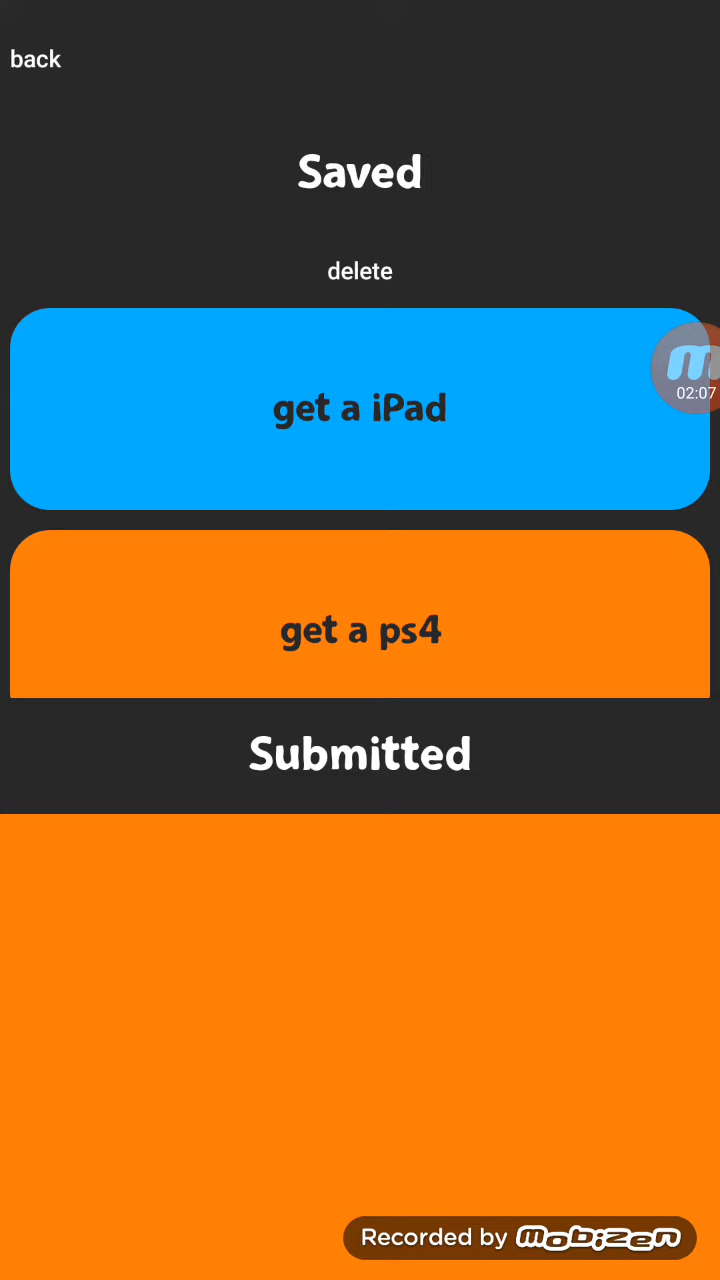 back
Saved
delete
get a iPad
02:07
get a ps4
Submitted
Recorded by mobizen